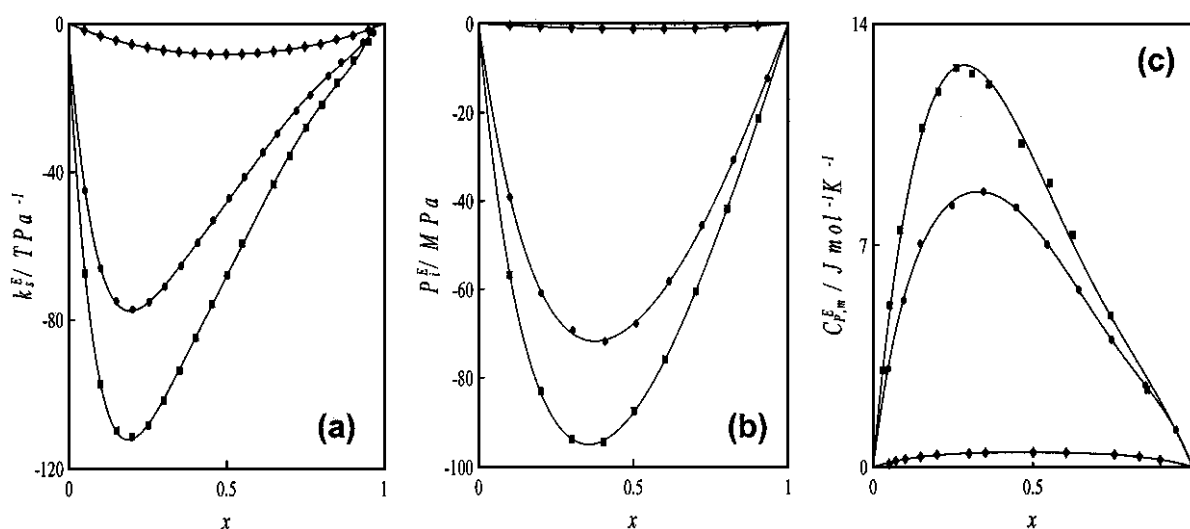 0
-40
-80
-120
k_s^E / TPa^-1
0
0.5
1
x
(a)
0
-20
-40
-60
-80
-100
P_i^E / MPa
0
0.5
1
x
(b)
14
7
0
C_P,m^E / J mol^-1 K^-1
0
0.5
x
(c)